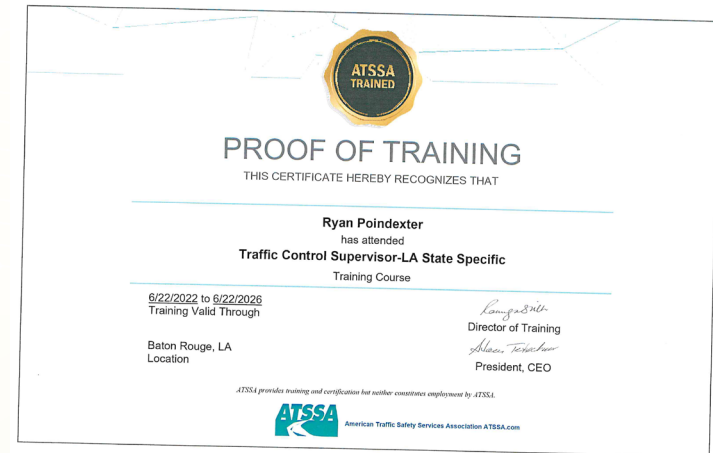 ATSSA
TRAINED
PROOF OF TRAINING
THIS CERTIFICATE HEREBY RECOGNIZES THAT
Ryan Poindexter
has attended
Traffic Control Supervisor-LA State Specific
Training Course
6/22/2022 to 6/22/2026
Training Valid Through
Director of Training
Baton Rouge, LA
Location
President, CEO
ATSSA provides training and certification but neither constitutes employment by ATSSA.
ATSSA
American Traffic Safety Services Association ATSSA.com